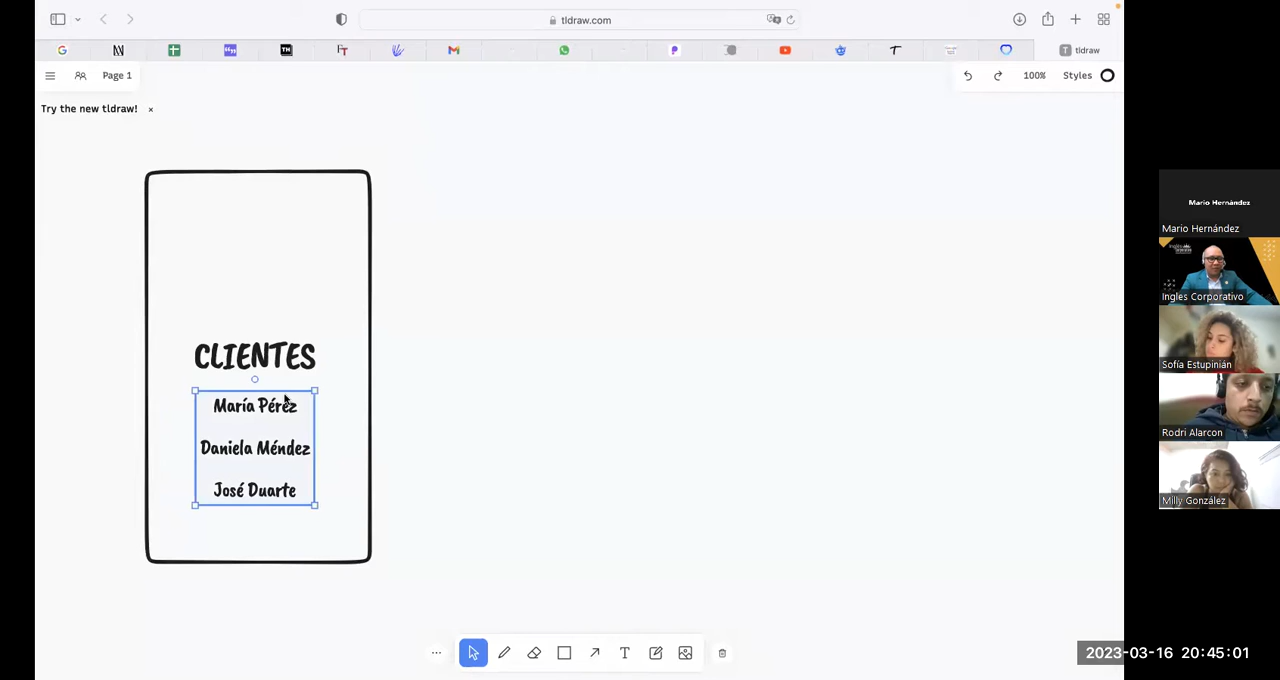 tldraw.com
tldraw
Page 1
100%
Styles
Try the new tldraw!
CLIENTES
María Pérez
Daniela Méndez
José Duarte
Mario Hernández
Mario Hernández
Ingles Corporativo
Sofía Estupinián
Rodri Alarcon
Milly González
2023-03-16 20:45:01